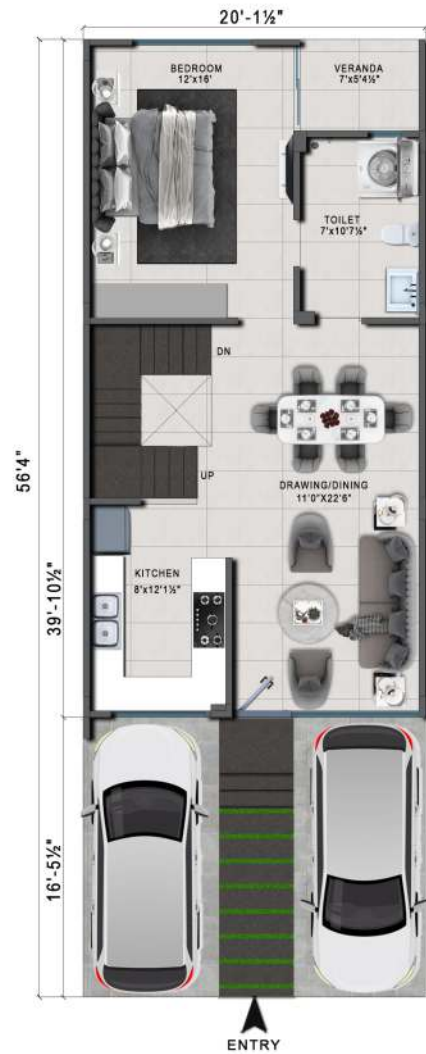 20'-1½"
BEDROOM
12'x16'
VERANDA
7'x5'4½"
TOILET
7'x10'7½"
DN
UP
DRAWING/DINING
11'0"X22'6"
KITCHEN
8'x12'1½"
56'4"
39'-10½"
16'-5½"
ENTRY